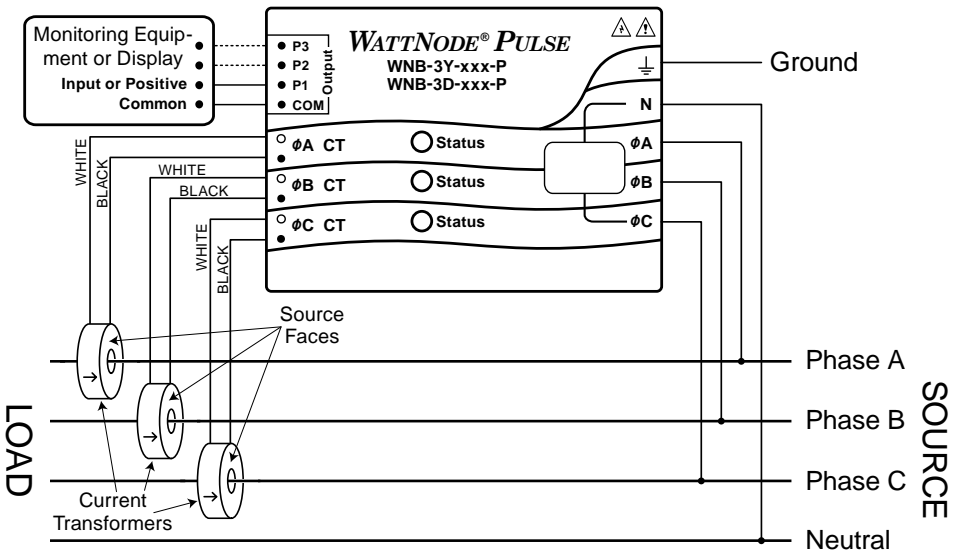 Monitoring Equip-
ment or Display
Input or Positive
Common
P3
P2
P1
COM
Output
WATTNODE® PULSE
WNB-3Y-xxx-P
WNB-3D-xxx-P
Ground
N
ØA CT
Status
ØA
ØB CT
Status
ØB
ØC CT
Status
ØC
WHITE
BLACK
WHITE
BLACK
WHITE
BLACK
Source
Faces
Phase A
Phase B
Phase C
Neutral
LOAD
SOURCE
Current
Transformers